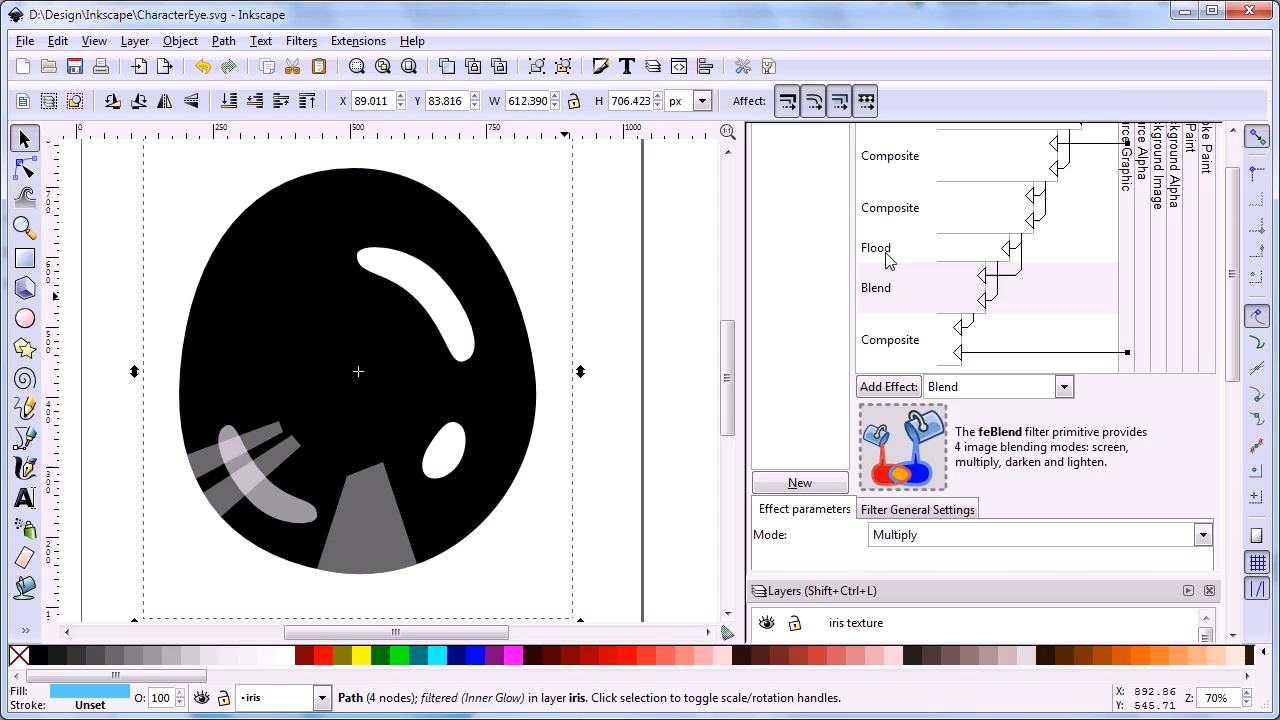 D:\Design\Inkscape\CharacterEye.svg - Inkscape
File Edit View Layer Object Path Text Filters Extensions Help
X 89.011 Y 83.816 W 612.390 H 706.423 px Affect:
0 250 500 750 1000
Composite
Composite
Flood
Blend
Composite
Add Effect: Blend
The feBlend filter primitive provides
4 image blending modes: screen,
multiply, darken and lighten.
New
Effect parameters Filter General Settings
Mode: Multiply
Layers (Shift+Ctrl+L)
iris texture
Fill:
Stroke: Unset
O: 100
iris
Path (4 nodes); filtered (Inner Glow) in layer iris. Click selection to toggle scale/rotation handles.
X: 892.86
Y: 545.71
Z: 70%